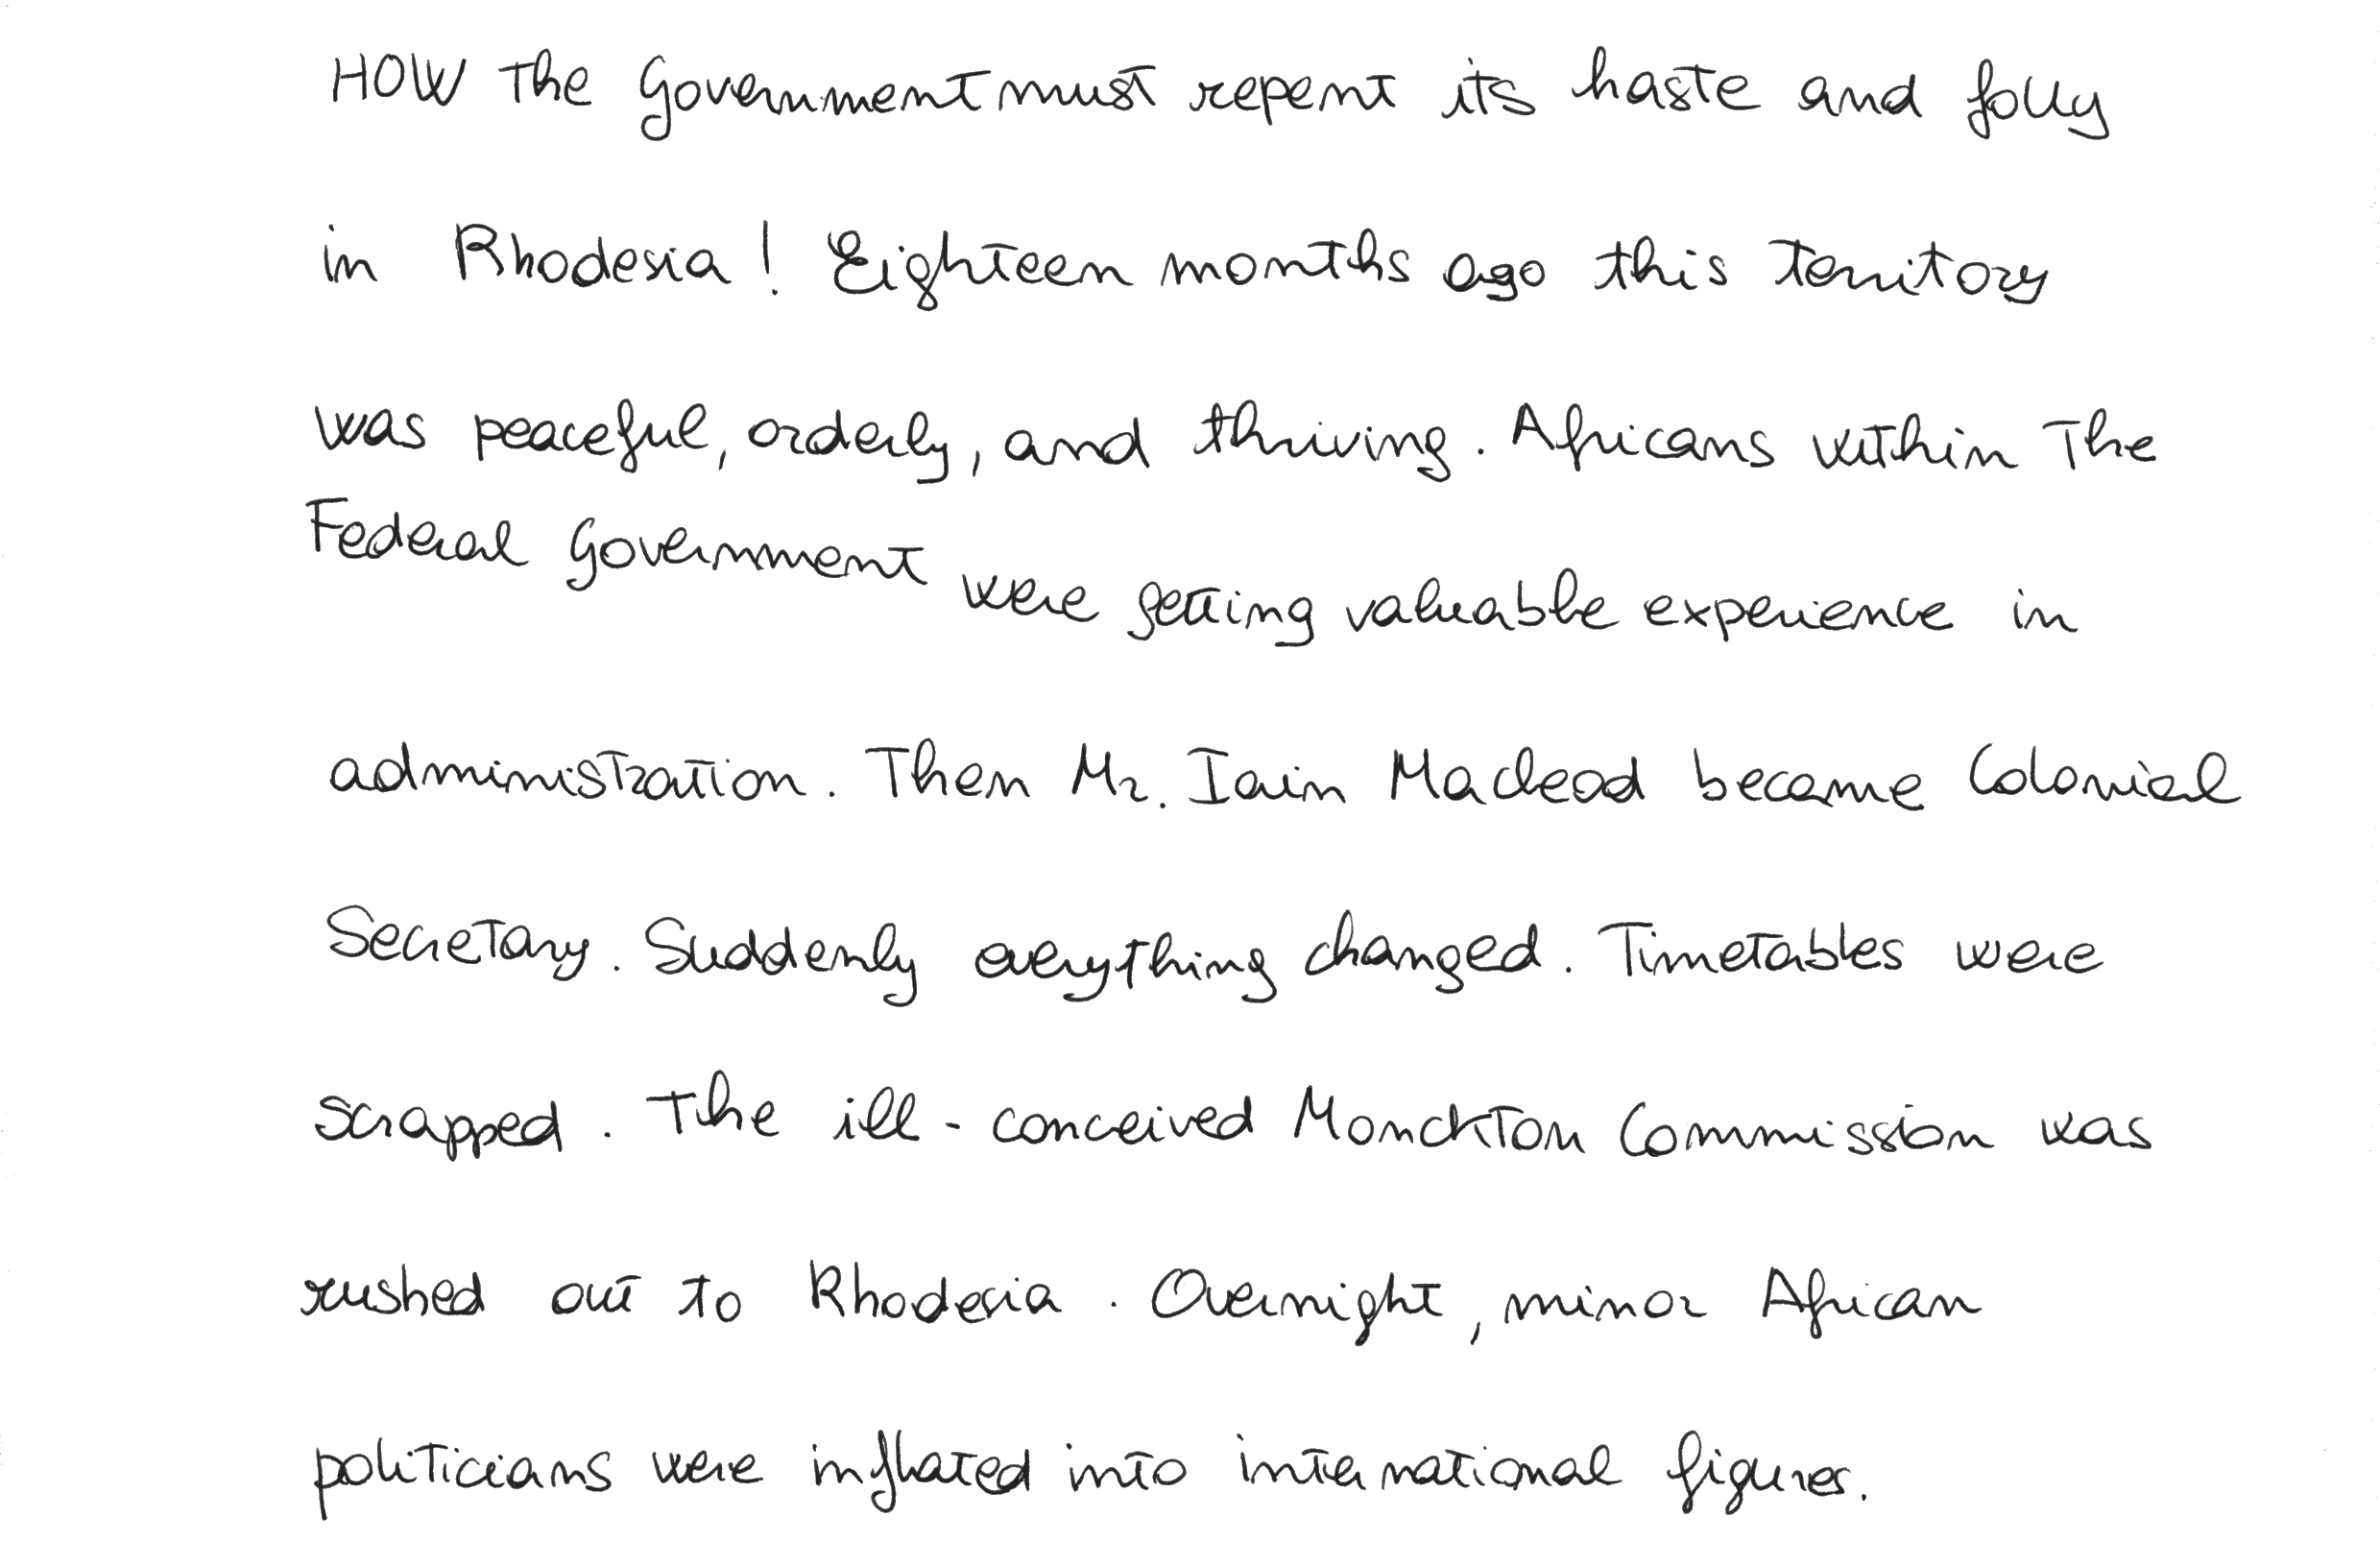 HOW the Government must repent its haste and folly
in Rhodesia! Eighteen months ago this territory
was peaceful, orderly, and thriving. Africans within the
Federal Government were getting valuable experience in
administration. Then Mr. Iain Macleod became Colonial
Secretary. Suddenly everything changed. Timetables were
scrapped. The ill-conceived Monckton Commission was
rushed out to Rhodesia. Overnight, minor African
politicians were inflated into international figures.